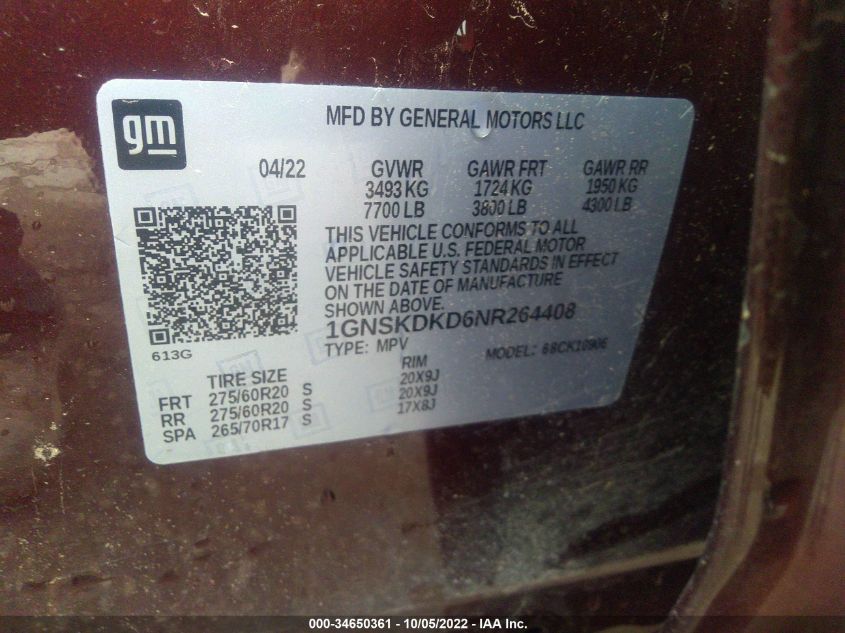 gm
MFD BY GENERAL MOTORS LLC
04/22 GVWR GAWR FRT GAWR RR
3493 KG 1724 KG 1950 KG
7700 LB 3800 LB 4300 LB
THIS VEHICLE CONFORMS TO ALL
APPLICABLE U.S. FEDERAL MOTOR
VEHICLE SAFETY STANDARDS IN EFFECT
ON THE DATE OF MANUFACTURE
SHOWN ABOVE.
1GNSKDKD6NR264408
613G
TYPE: MPV MODEL: 68CK10906
TIRE SIZE RIM
FRT 275/60R20 S 20X9J
RR 275/60R20 S 20X9J
SPA 265/70R17 S 17X8J
000-34650361 - 10/05/2022 - IAA Inc.